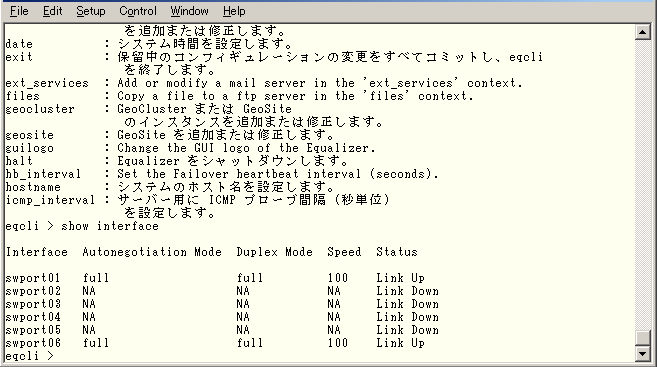 File Edit Setup Control Window Help
を追加または修正します。
date : システム時間を設定します。
exit : 保留中のコンフィギュレーションの変更をすべてコミットし、eqcli
を終了します。
ext_services : Add or modify a mail server in the 'ext_services' context.
files : Copy a file to a ftp server in the 'files' context.
geocluster : GeoCluster または GeoSite
のインスタンスを追加または修正します。
geosite : GeoSite を追加または修正します。
guilogo : Change the GUI logo of the Equalizer.
halt : Equalizer をシャットダウンします。
hb_interval : Set the Failover heartbeat interval (seconds).
hostname : システムのホスト名を設定します。
icmp_interval : サーバー用に ICMP プローブ間隔 (秒単位)
を設定します。
eqcli > show interface
Interface Autonegotiation Mode Duplex Mode Speed Status
swport01 full full 100 Link Up
swport02 NA NA NA Link Down
swport03 NA NA NA Link Down
swport04 NA NA NA Link Down
swport05 NA NA NA Link Down
swport06 full full 100 Link Up
eqcli >